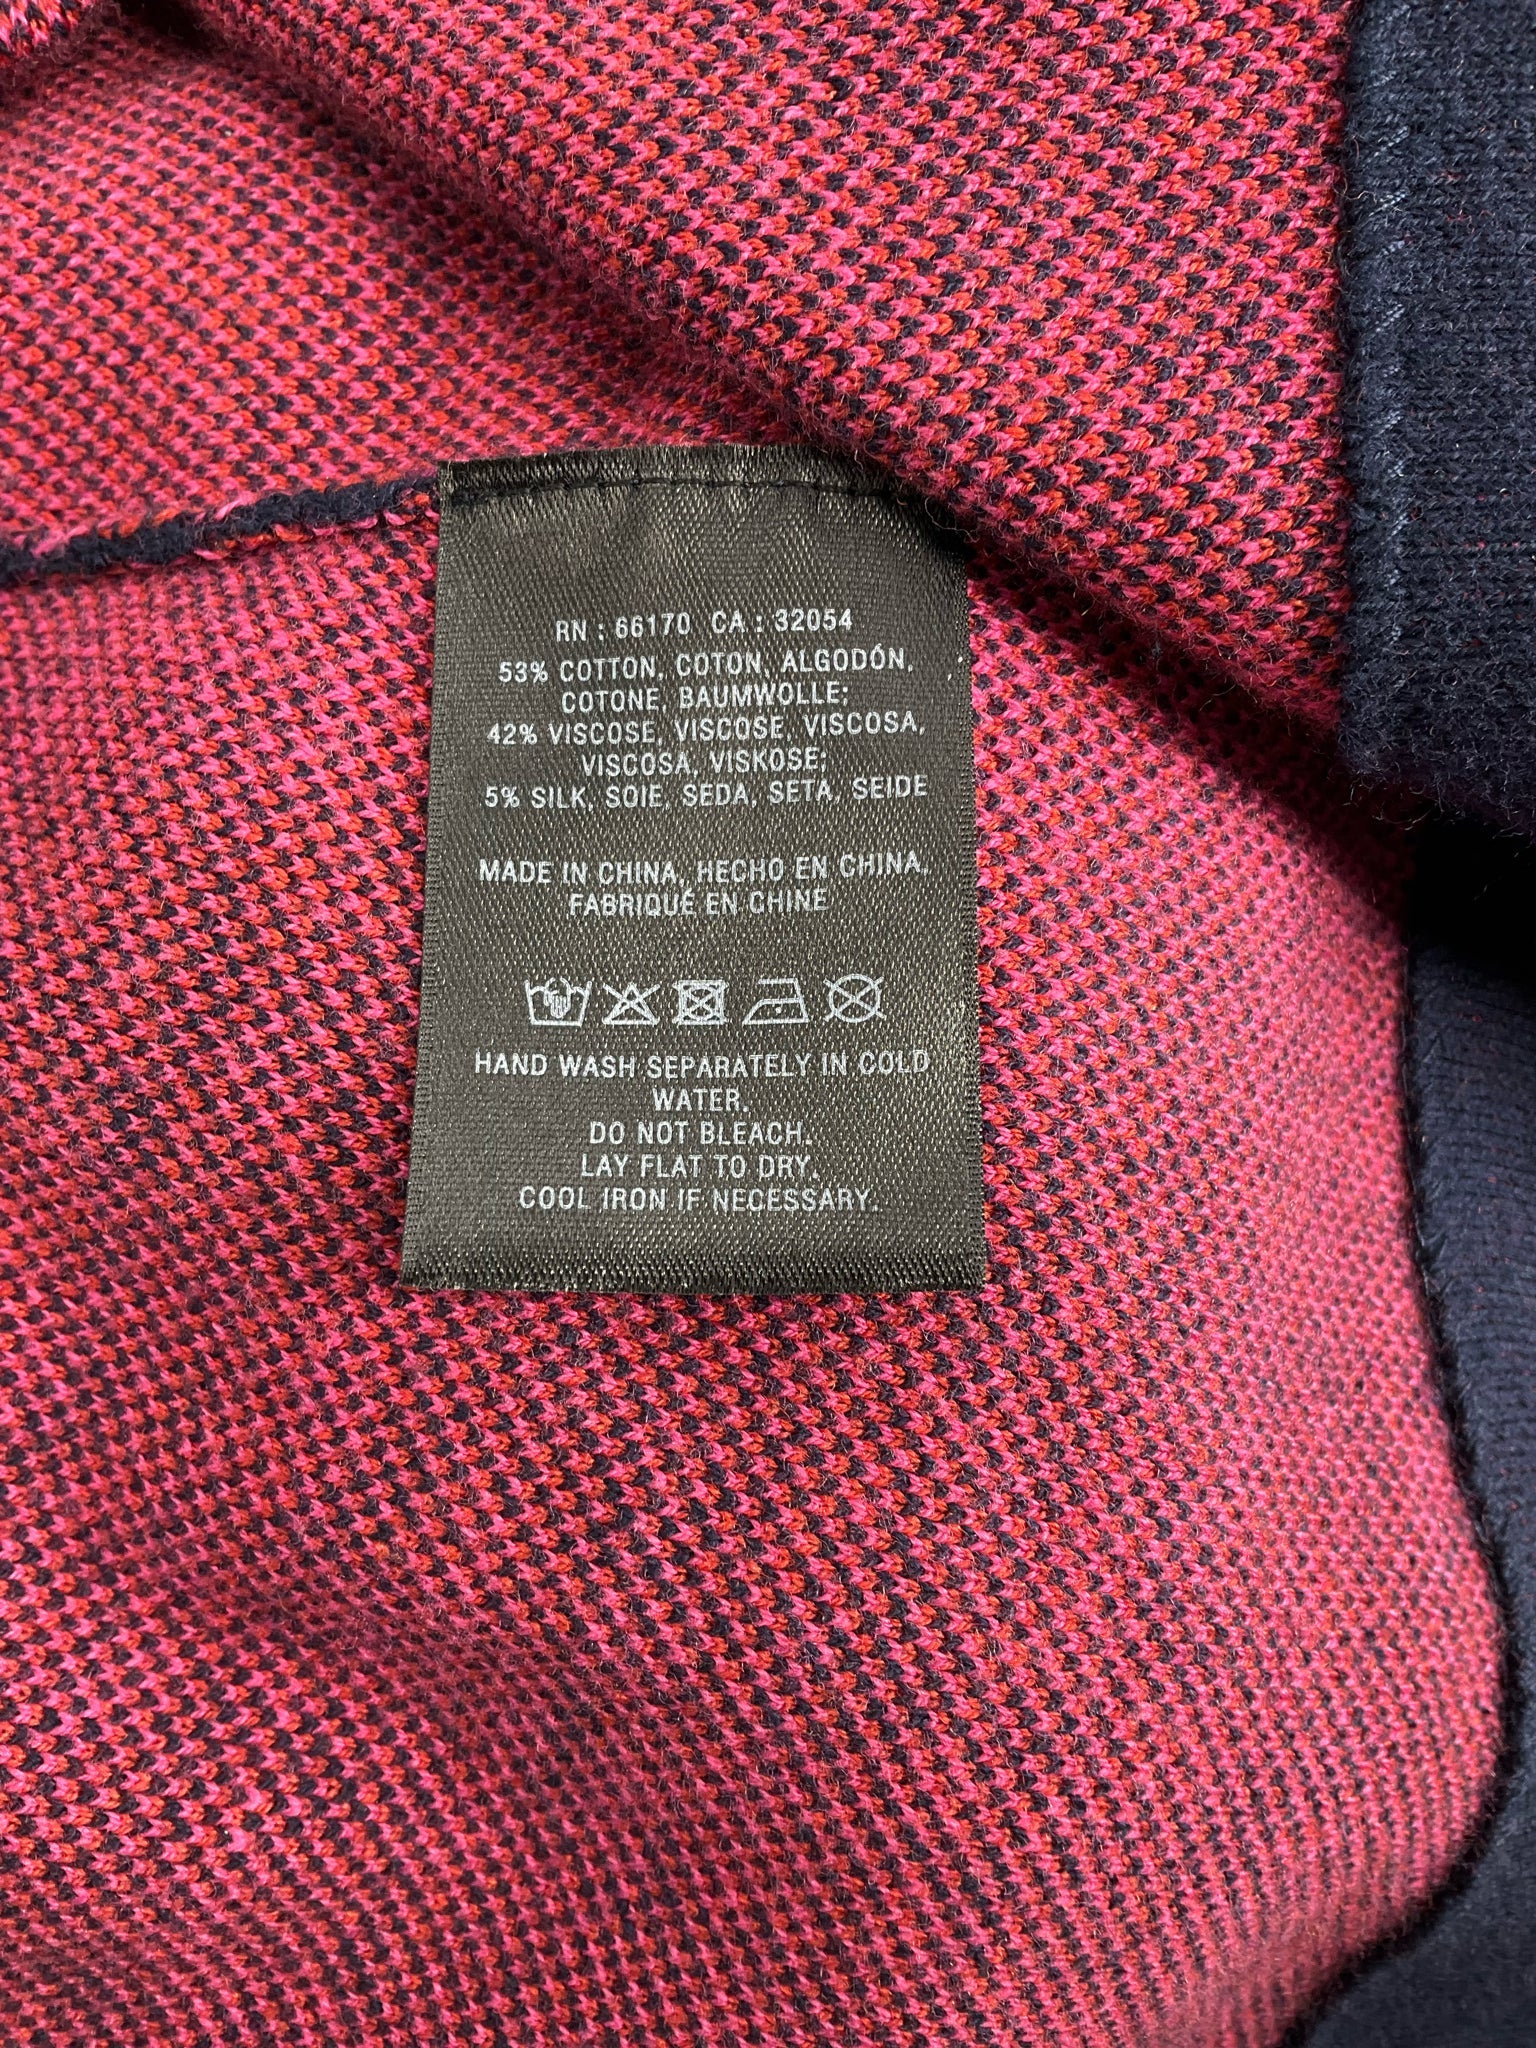 RN : 66170 CA : 32054
53% COTTON, COTON, ALGODÓN,
COTONE, BAUMWOLLE;
42% VISCOSE, VISCOSE, VISCOSA,
VISCOSA, VISKOSE;
5% SILK, SOIE, SEDA, SETA, SEIDE
MADE IN CHINA, HECHO EN CHINA,
FABRIQUÉ EN CHINE
HAND WASH SEPARATELY IN COLD
WATER.
DO NOT BLEACH.
LAY FLAT TO DRY.
COOL IRON IF NECESSARY.